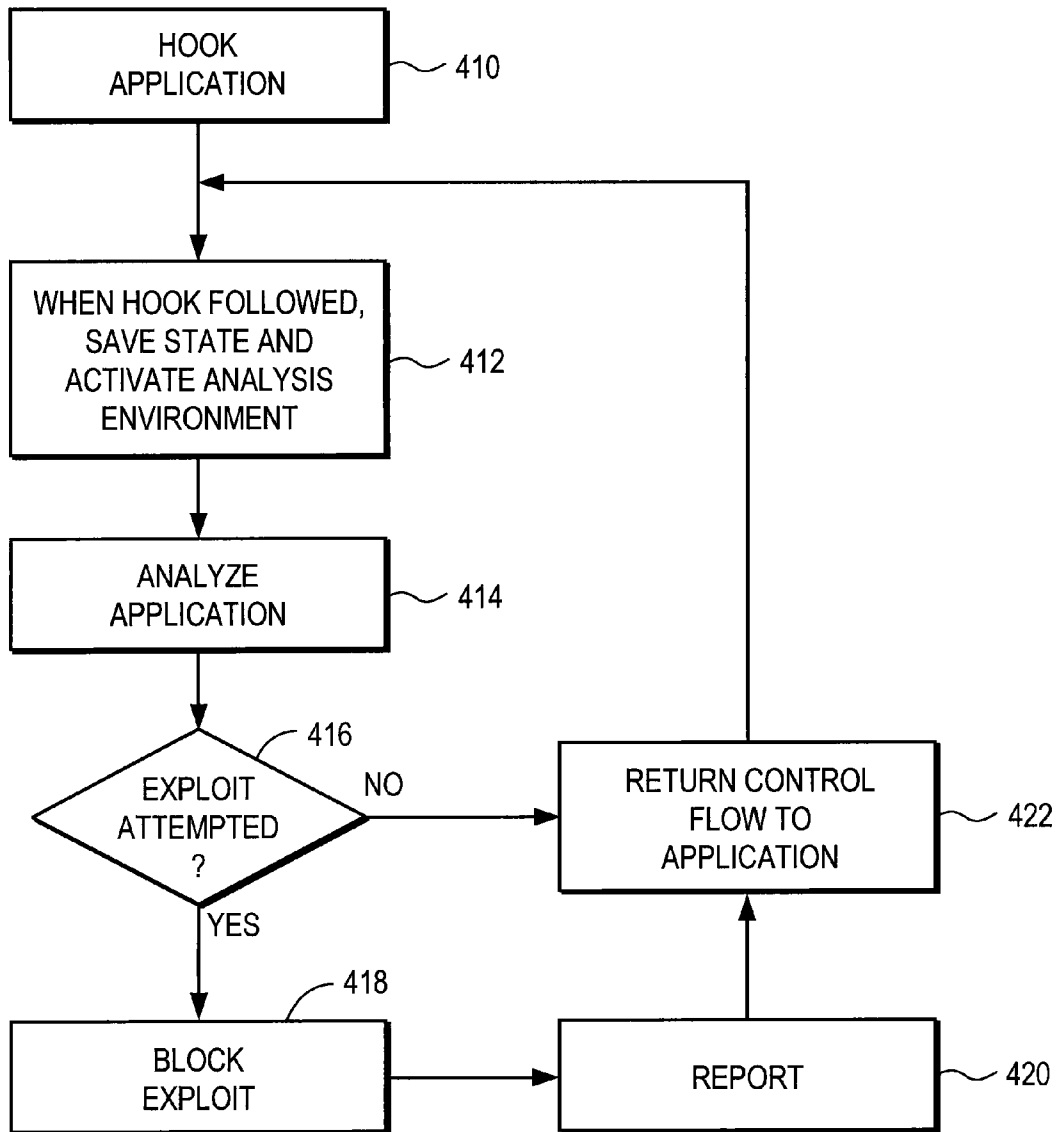 HOOK
APPLICATION
410
WHEN HOOK FOLLOWED,
SAVE STATE AND
ACTIVATE ANALYSIS
ENVIRONMENT
412
ANALYZE
APPLICATION
414
416
EXPLOIT
ATTEMPTED
?
NO
YES
RETURN CONTROL
FLOW TO
APPLICATION
422
418
BLOCK
EXPLOIT
REPORT
420